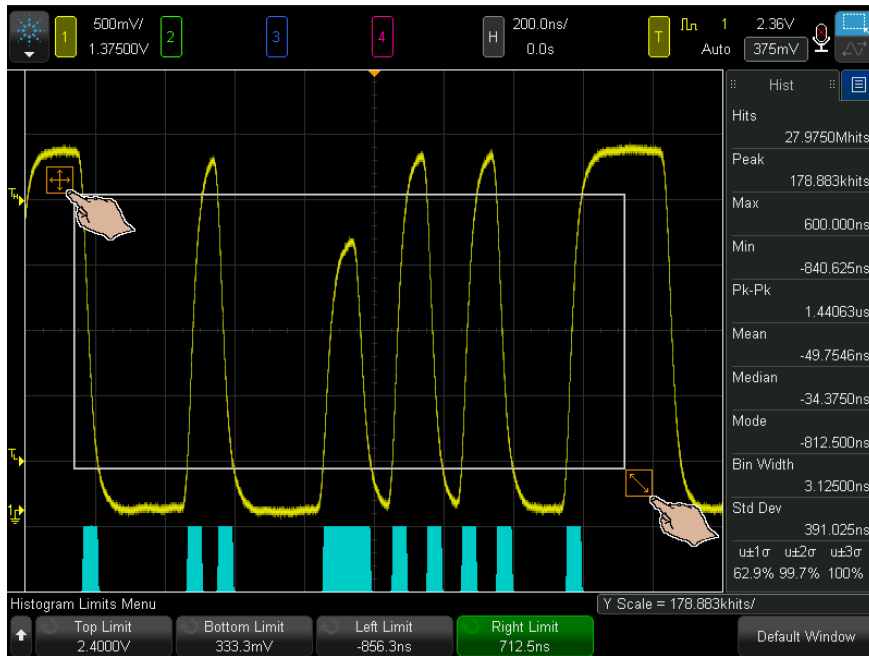 1
500mV/
1.37500V
2
3
4
H
200.0ns/
0.0s
T
1
2.36V
Auto
375mV
Hist
Hits
27.9750Mhits
Peak
178.883khits
Max
600.000ns
Min
-840.625ns
Pk-Pk
1.44063us
Mean
-49.7546ns
Median
-34.3750ns
Mode
-812.500ns
Bin Width
3.12500ns
Std Dev
391.025ns
u±1σ u±2σ u±3σ
62.9% 99.7% 100%
TH
TL
1
Histogram Limits Menu
Y Scale = 178.883khits/
Top Limit
2.4000V
Bottom Limit
333.3mV
Left Limit
-856.3ns
Right Limit
712.5ns
Default Window